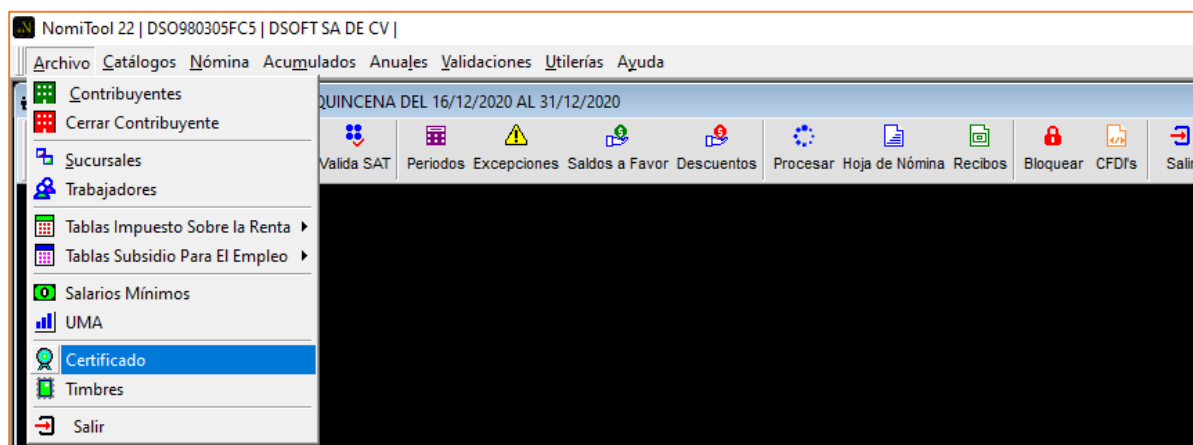 NomiTool 22 | DSO980305FC5 | DSOFT SA DE CV |
Archivo Catálogos Nómina Acumulados Anuales Validaciones Utilerías Ayuda
QUINCENA DEL 16/12/2020 AL 31/12/2020
Valida SAT Periodos Excepciones Saldos a Favor Descuentos Procesar Hoja de Nómina Recibos Bloquear CFDI's Salir
Contribuyentes
Cerrar Contribuyente
Sucursales
Trabajadores
Tablas Impuesto Sobre la Renta
Tablas Subsidio Para El Empleo
Salarios Mínimos
UMA
Certificado
Timbres
Salir